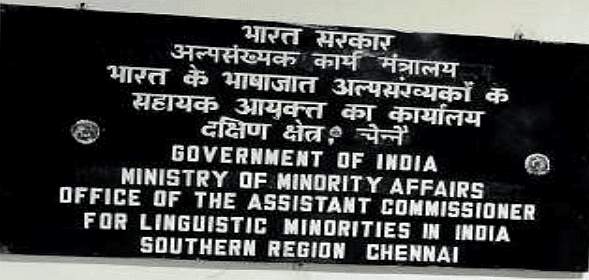 भारत सरकार
अल्पसंख्यक कार्य मंत्रालय
भारत के भाषाजात अल्पसंख्यकों क
सहायक आयुक्त का कार्यालय
दक्षिण क्षेत्र, चेन्नै
GOVERNMENT OF INDIA
MINISTRY OF MINORITY AFFAIRS
OFFICE OF THE ASSISTANT COMMISSIONER
FOR LINGUISTIC MINORITIES IN INDIA
SOUTHERN REGION CHENNAI